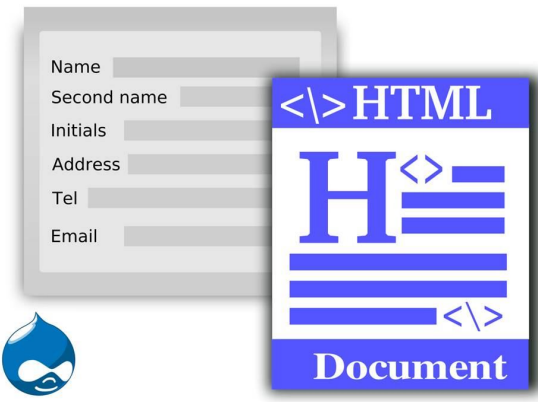 Name
Second name
Initials
Address
Tel
Email
<\> HTML
H <>
<\>
Document